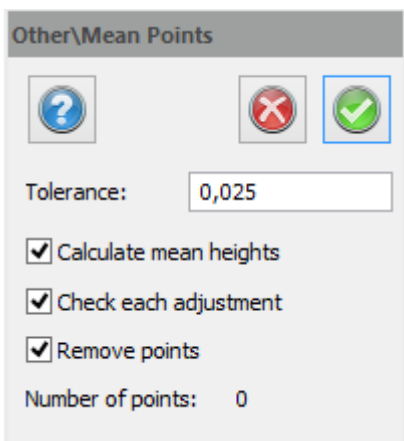 Other\Mean Points
?
Tolerance: 0,025
Calculate mean heights
Check each adjustment
Remove points
Number of points: 0